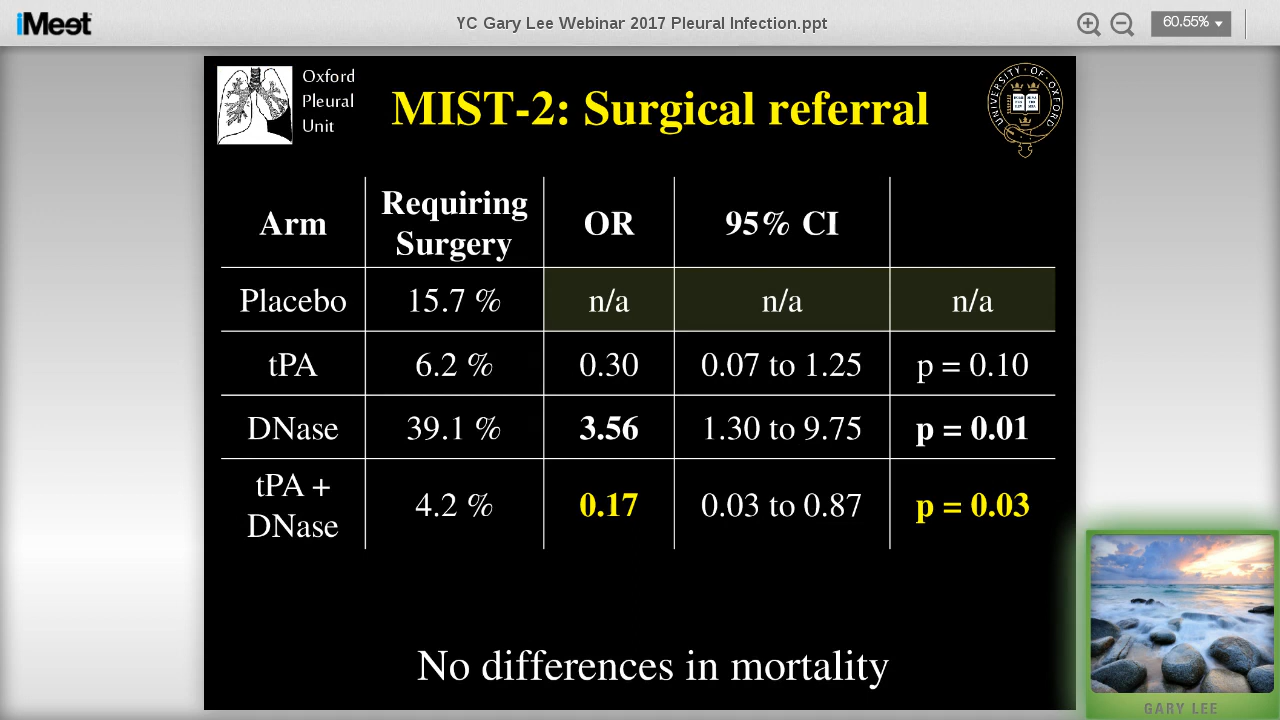 iMeet
YC Gary Lee Webinar 2017 Pleural Infection.ppt
60.55%
Oxford
Pleural
Unit
MIST-2: Surgical referral
UNIVERSITY OF OXFORD
Arm
Requiring
Surgery
OR
95% CI
Placebo
15.7 %
n/a
n/a
n/a
tPA
6.2 %
0.30
0.07 to 1.25
p = 0.10
DNase
39.1 %
3.56
1.30 to 9.75
p = 0.01
tPA +
DNase
4.2 %
0.17
0.03 to 0.87
p = 0.03
No differences in mortality
GARY LEE